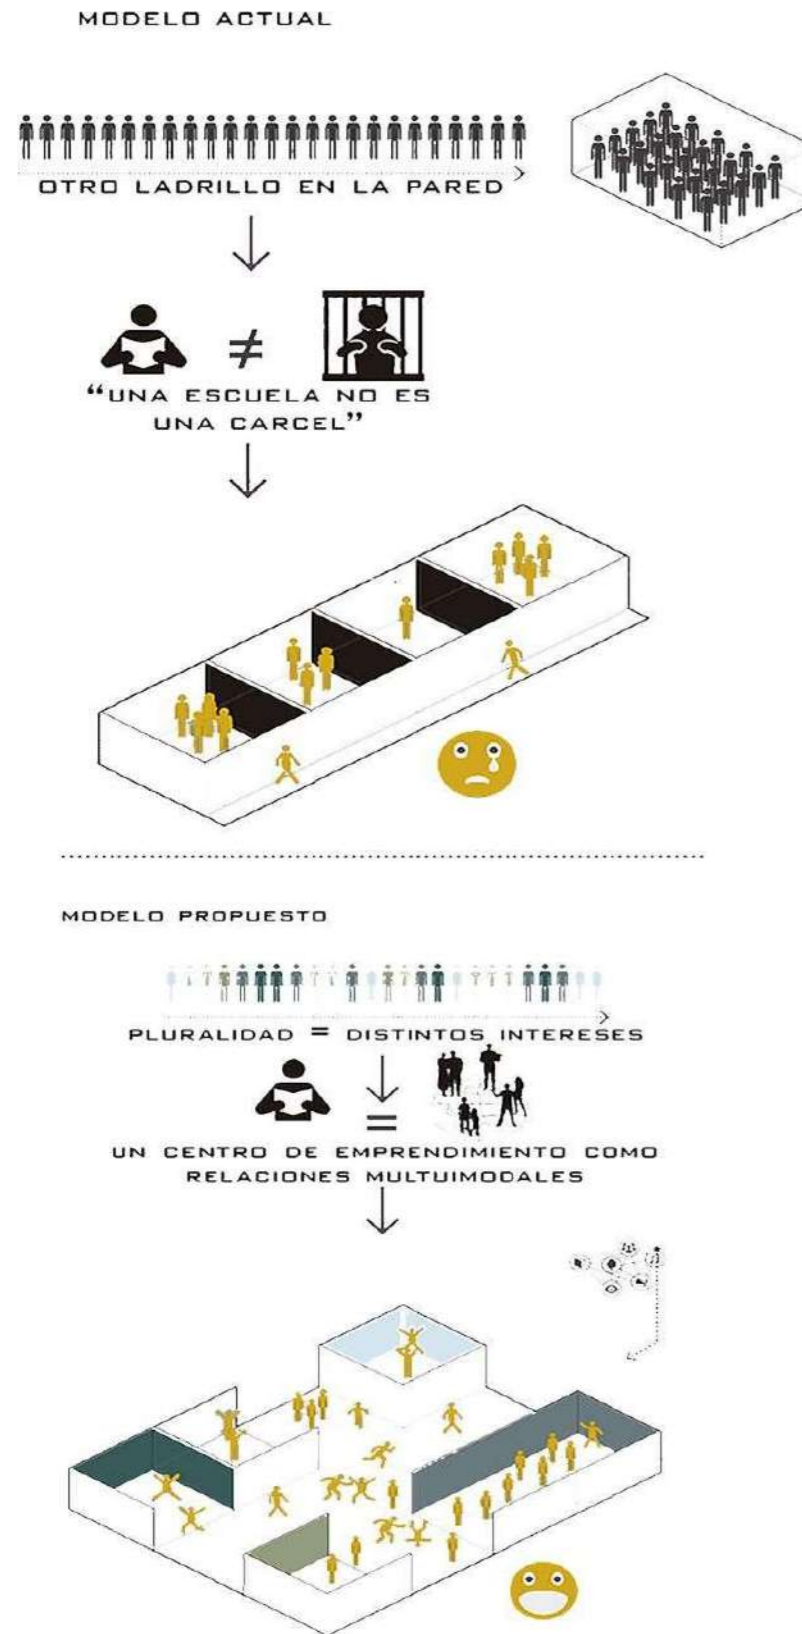 MODELO ACTUAL
OTRO LADRILLO EN LA PARED
≠
“UNA ESCUELA NO ES
UNA CARCEL”
MODELO PROPUESTO
PLURALIDAD = DISTINTOS INTERESES
=
UN CENTRO DE EMPRENDIMIENTO COMO
RELACIONES MULTUIMODALES